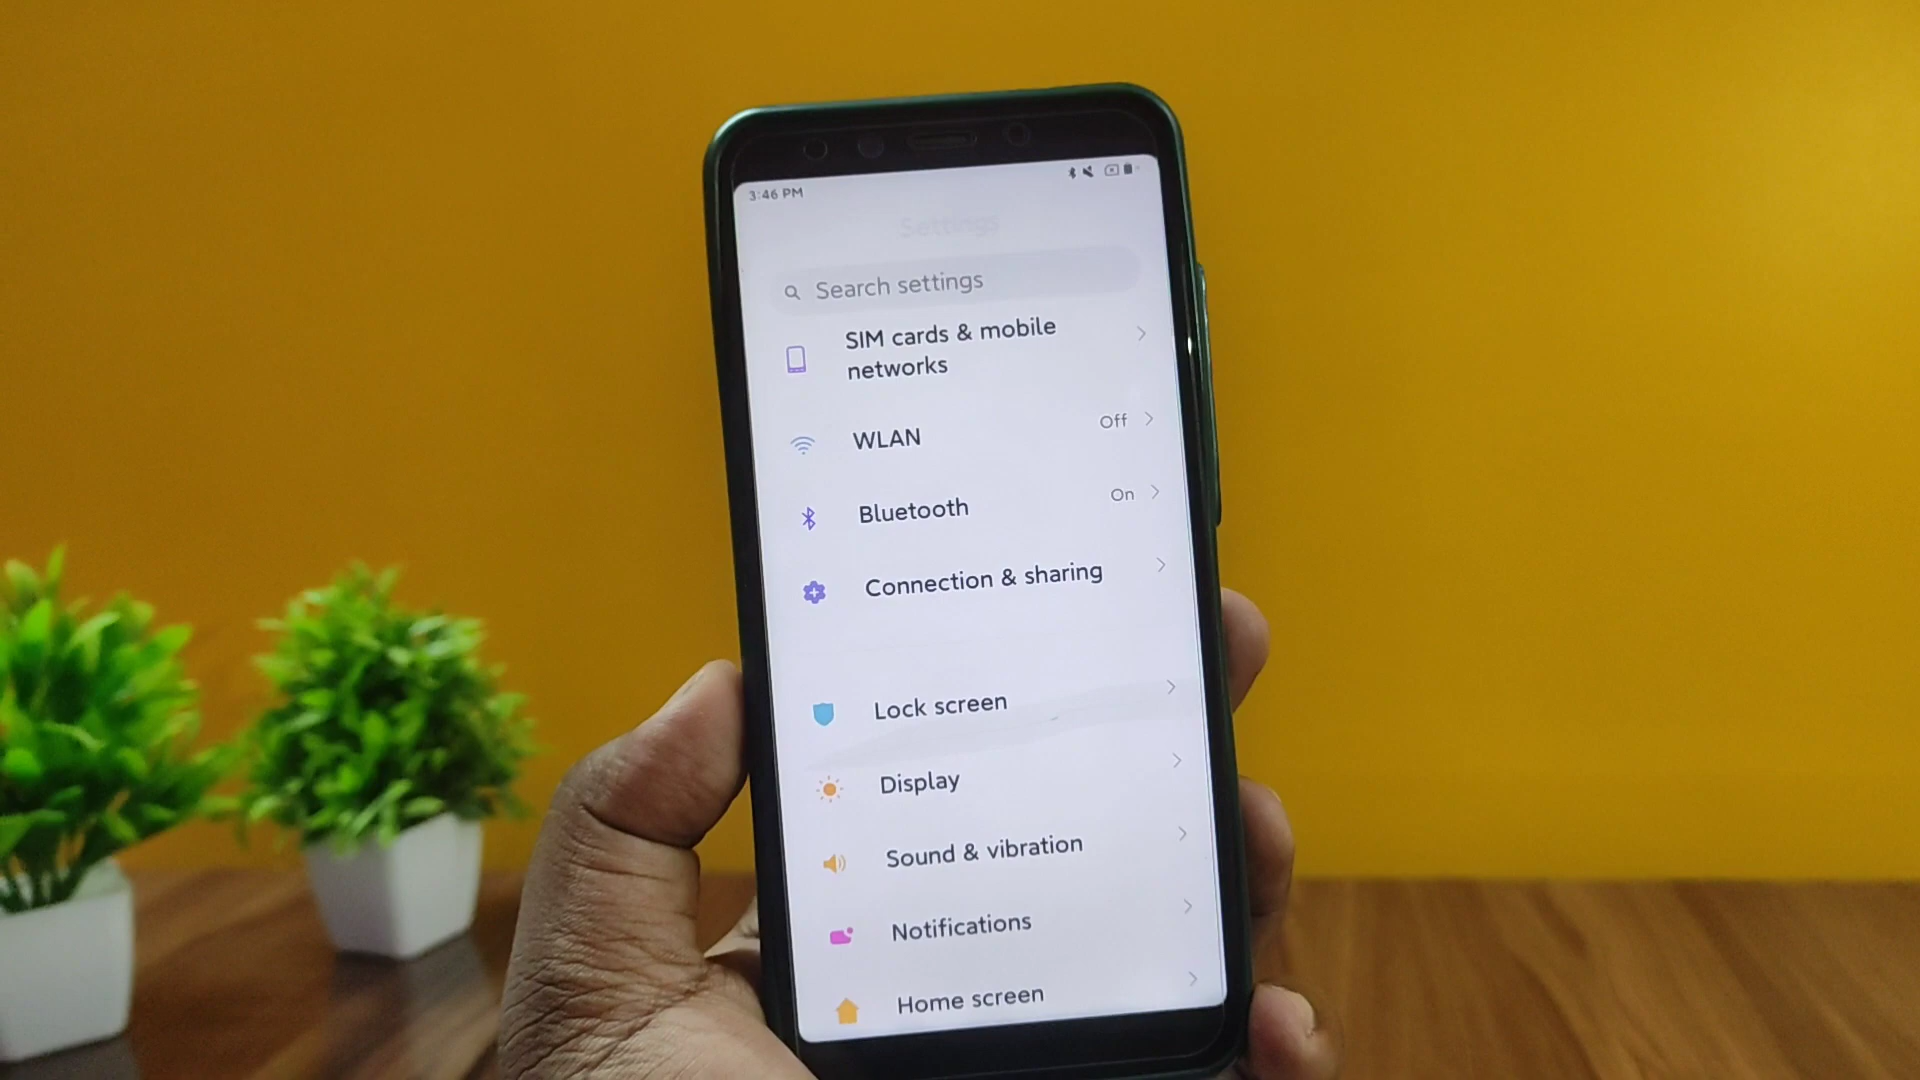 3:46 PM
Settings
Search settings
SIM cards & mobile
networks
WLAN
Off
Bluetooth
On
Connection & sharing
Lock screen
Display
Sound & vibration
Notifications
Home screen